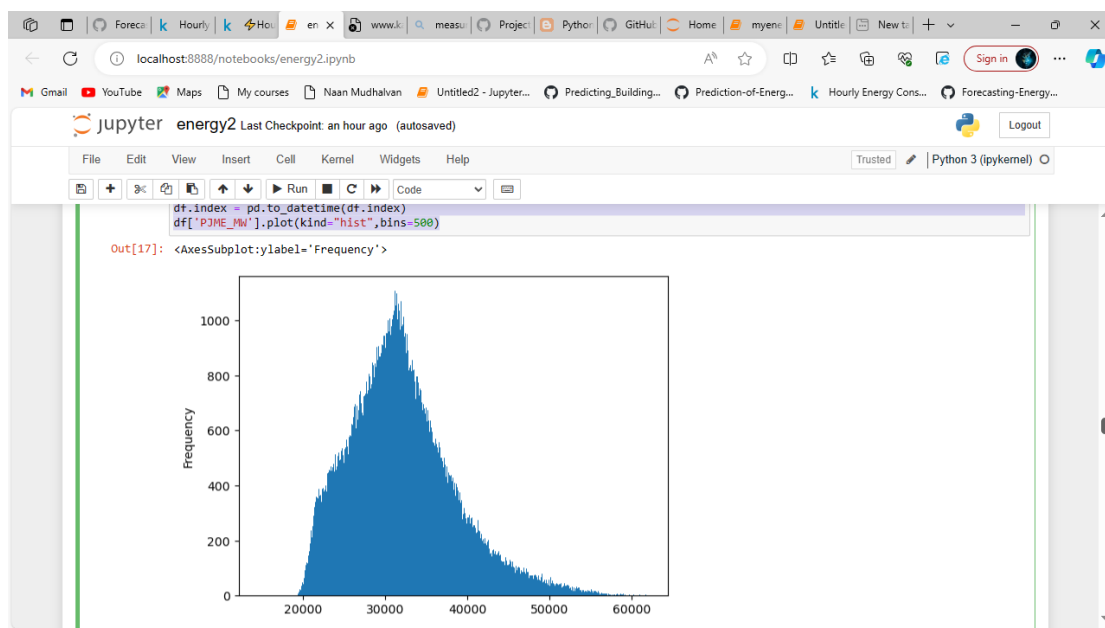 Foreca
Hourly
Hou
en
www.k
measu
Project
Pythor
GitHub
Home
myene
Untitle
New ta
localhost:8888/notebooks/energy2.ipynb
Sign in
Gmail
YouTube
Maps
My courses
Naan Mudhalvan
Untitled2 - Jupyter...
Predicting_Building...
Prediction-of-Energ...
Hourly Energy Cons...
Forecasting-Energy...
jupyter energy2 Last Checkpoint: an hour ago (autosaved)
Logout
File Edit View Insert Cell Kernel Widgets Help
Trusted
Python 3 (ipykernel)
Run
Code
df.index = pd.to_datetime(df.index)
df['PJME_MW'].plot(kind="hist",bins=500)
Out[17]: <AxesSubplot:ylabel='Frequency'>
1000
800
600
400
200
0
Frequency
20000 30000 40000 50000 60000